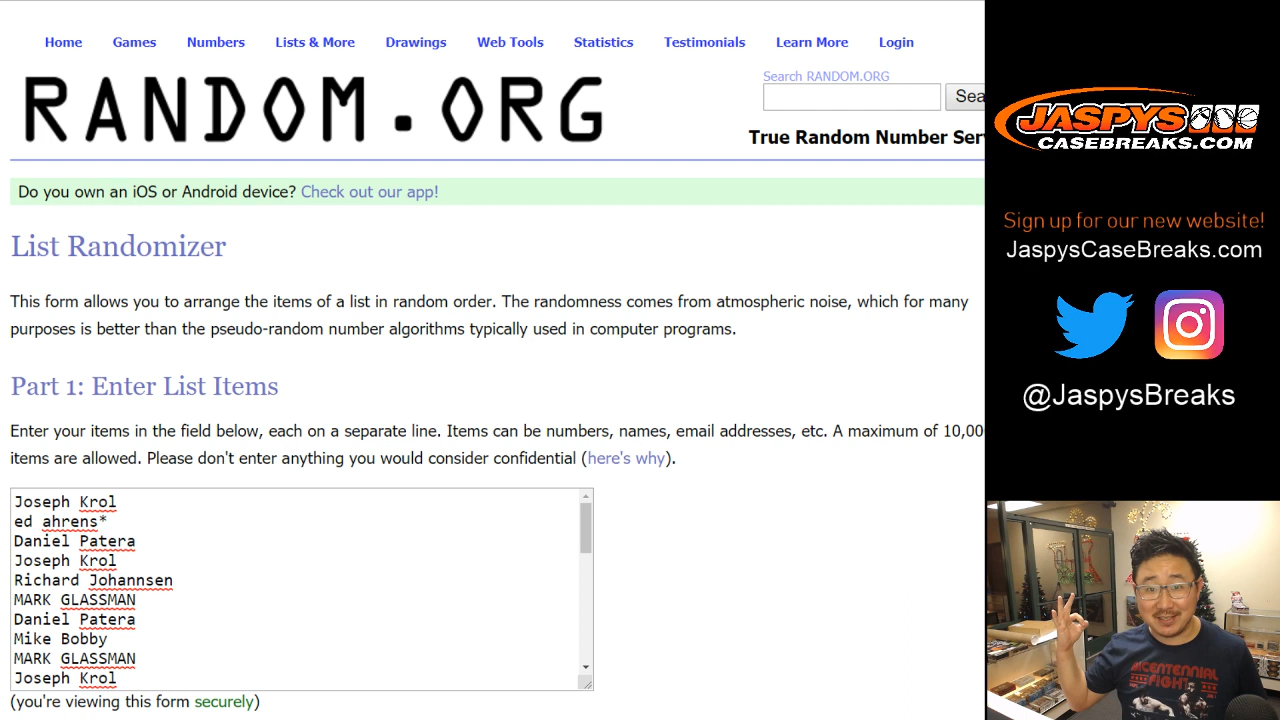 Home Games Numbers Lists & More Drawings Web Tools Statistics Testimonials Learn More Login
RANDOM.ORG
Search RANDOM.ORG
Sea
True Random Number Ser
Do you own an iOS or Android device? Check out our app!
List Randomizer
This form allows you to arrange the items of a list in random order. The randomness comes from atmospheric noise, which for many
purposes is better than the pseudo-random number algorithms typically used in computer programs.
Part 1: Enter List Items
Enter your items in the field below, each on a separate line. Items can be numbers, names, email addresses, etc. A maximum of 10,00
items are allowed. Please don't enter anything you would consider confidential (here's why).
Joseph Krol
ed ahrens*
Daniel Patera
Joseph Krol
Richard Johannsen
MARK GLASSMAN
Daniel Patera
Mike Bobby
MARK GLASSMAN
Joseph Krol
(you're viewing this form securely)
JASPYS
CASEBREAKS.COM
Sign up for our new website!
JaspysCaseBreaks.com
@JaspysBreaks
BICENTENNIAL
FIGHT